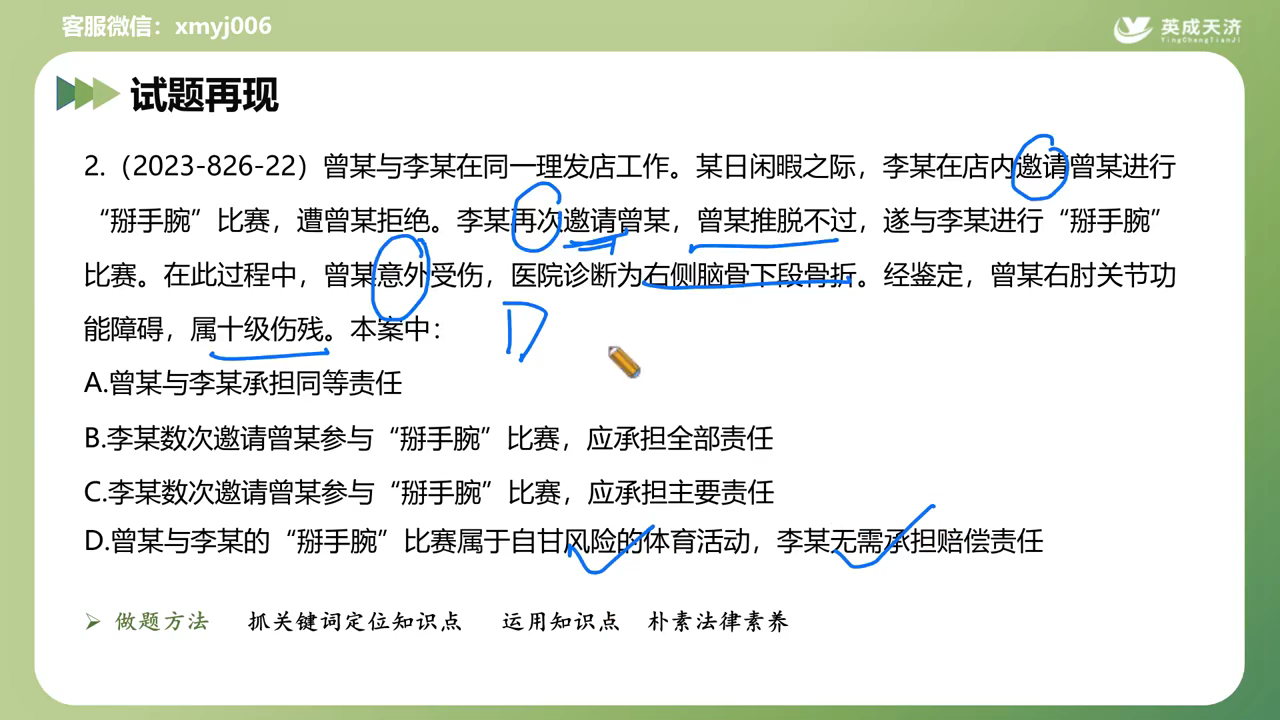 客服微信：xmyj006
英成天济
YingChengTianJi
试题再现
2.（2023-826-22）曾某与李某在同一理发店工作。某日闲暇之际，李某在店内邀请曾某进行
“掰手腕”比赛，遭曾某拒绝。李某再次邀请曾某，曾某推脱不过，遂与李某进行“掰手腕”
比赛。在此过程中，曾某意外受伤，医院诊断为右侧脑骨下段骨折。经鉴定，曾某右肘关节功
能障碍，属十级伤残。本案中：
D
A.曾某与李某承担同等责任
B.李某数次邀请曾某参与“掰手腕”比赛，应承担全部责任
C.李某数次邀请曾某参与“掰手腕”比赛，应承担主要责任
D.曾某与李某的“掰手腕”比赛属于自甘风险的体育活动，李某无需承担赔偿责任
做题方法 抓关键词定位知识点 运用知识点 朴素法律素养